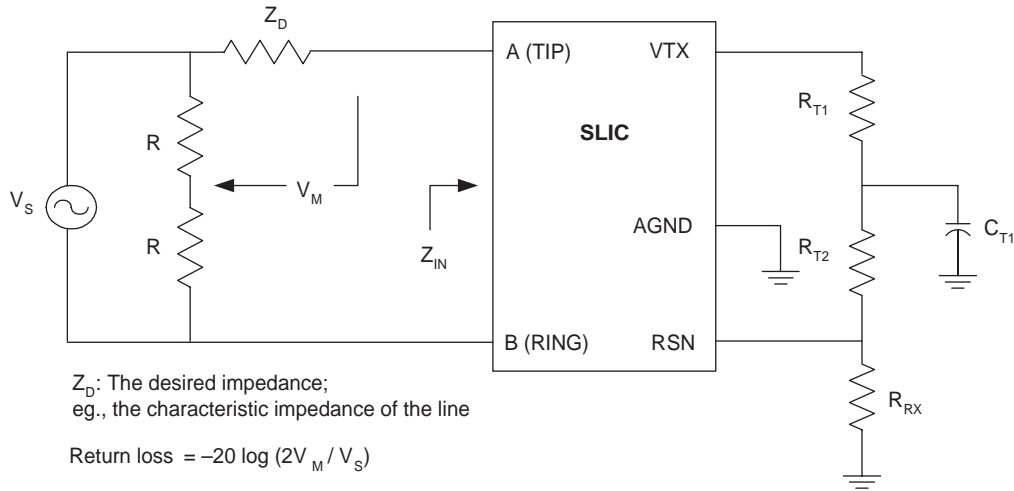 Z_D
A (TIP)
VTX
R_T1
SLIC
R
V_M
V_S
R
Z_IN
AGND
R_T2
C_T1
B (RING)
RSN
R_RX
Z_D: The desired impedance;
eg., the characteristic impedance of the line
Return loss = –20 log (2V_M / V_S)